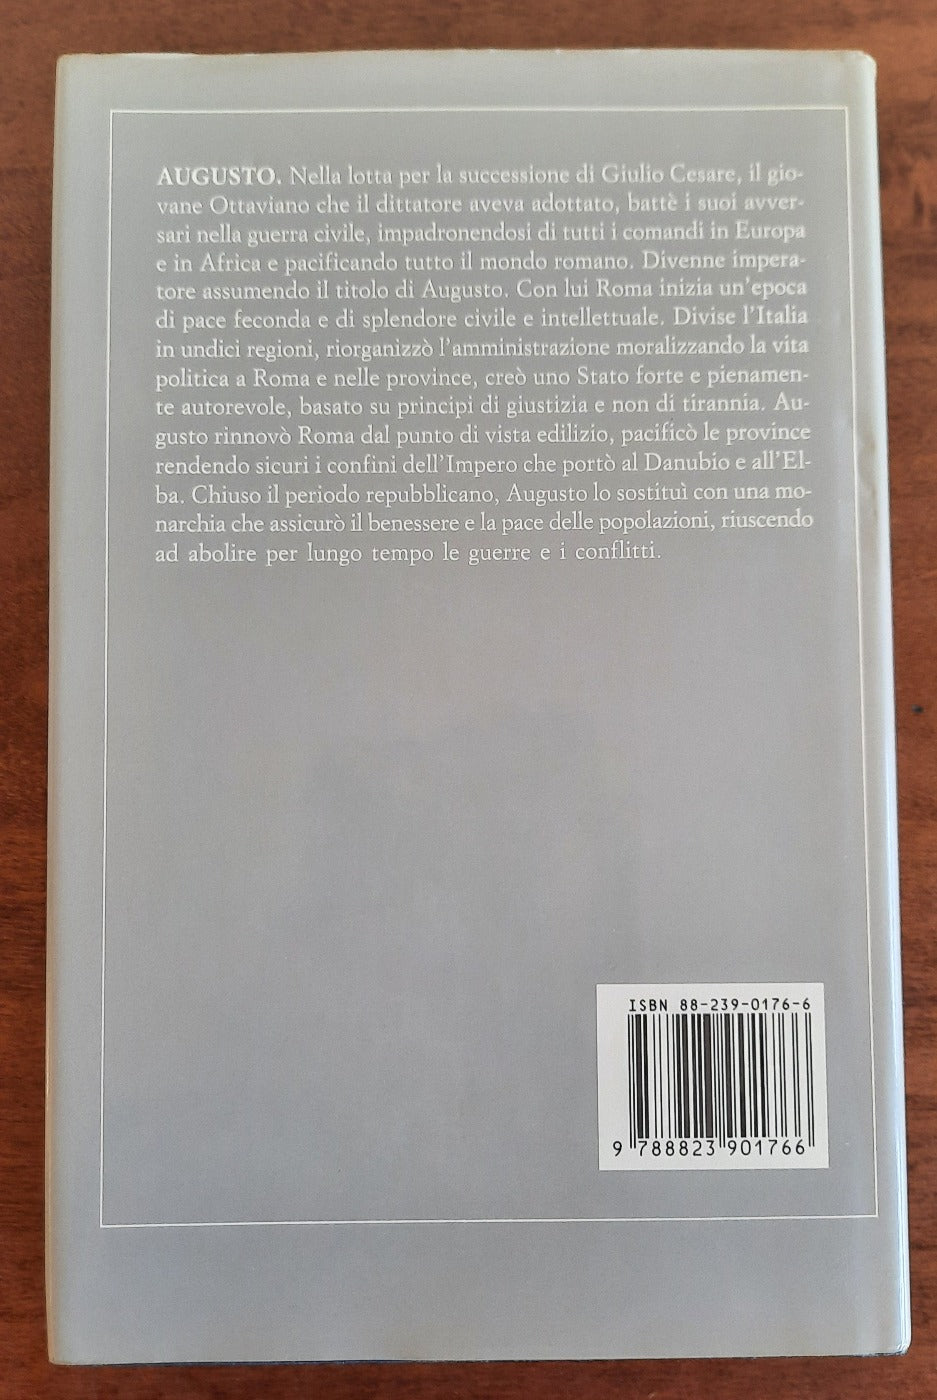 AUGUSTO. Nella lotta per la successione di Giulio Cesare, il gio-
vane Ottaviano che il dittatore aveva adottato, battè i suoi avver-
sari nella guerra civile, impadronendosi di tutti i comandi in Europa
e in Africa e pacificando tutto il mondo romano. Divenne impera-
tore assumendo il titolo di Augusto. Con lui Roma inizia un'epoca
di pace feconda e di splendore civile e intellettuale. Divise l'Italia
in undici regioni, riorganizzò l'amministrazione moralizzando la vita
politica a Roma e nelle province, creò uno Stato forte e pienamen-
te autorevole, basato su principi di giustizia e non di tirannia. Au-
gusto rinnovò Roma dal punto di vista edilizio, pacificò le province
rendendo sicuri i confini dell'Impero che portò al Danubio e all'El-
ba. Chiuso il periodo repubblicano, Augusto lo sostituì con una mo-
narchia che assicurò il benessere e la pace delle popolazioni, riuscendo
ad abolire per lungo tempo le guerre e i conflitti.
ISBN 88-239-0176-6
9 788823 901766